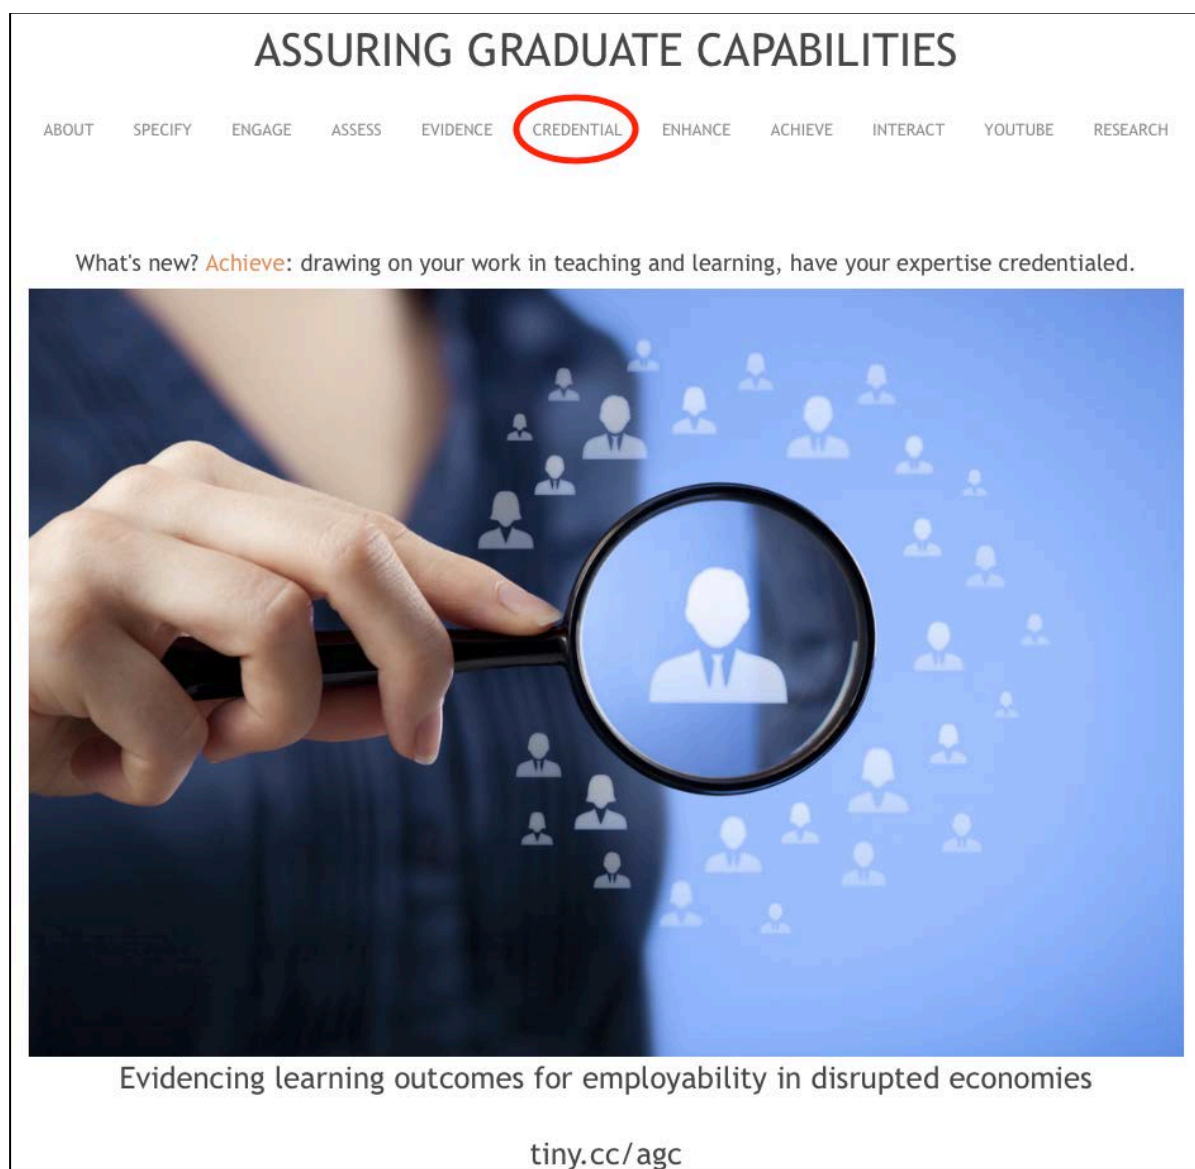 ASSURING GRADUATE CAPABILITIES
ABOUT SPECIFY ENGAGE ASSESS EVIDENCE CREDENTIAL ENHANCE ACHIEVE INTERACT YOUTUBE RESEARCH
What's new? Achieve: drawing on your work in teaching and learning, have your expertise credentialed.
Evidencing learning outcomes for employability in disrupted economies
tiny.cc/agc